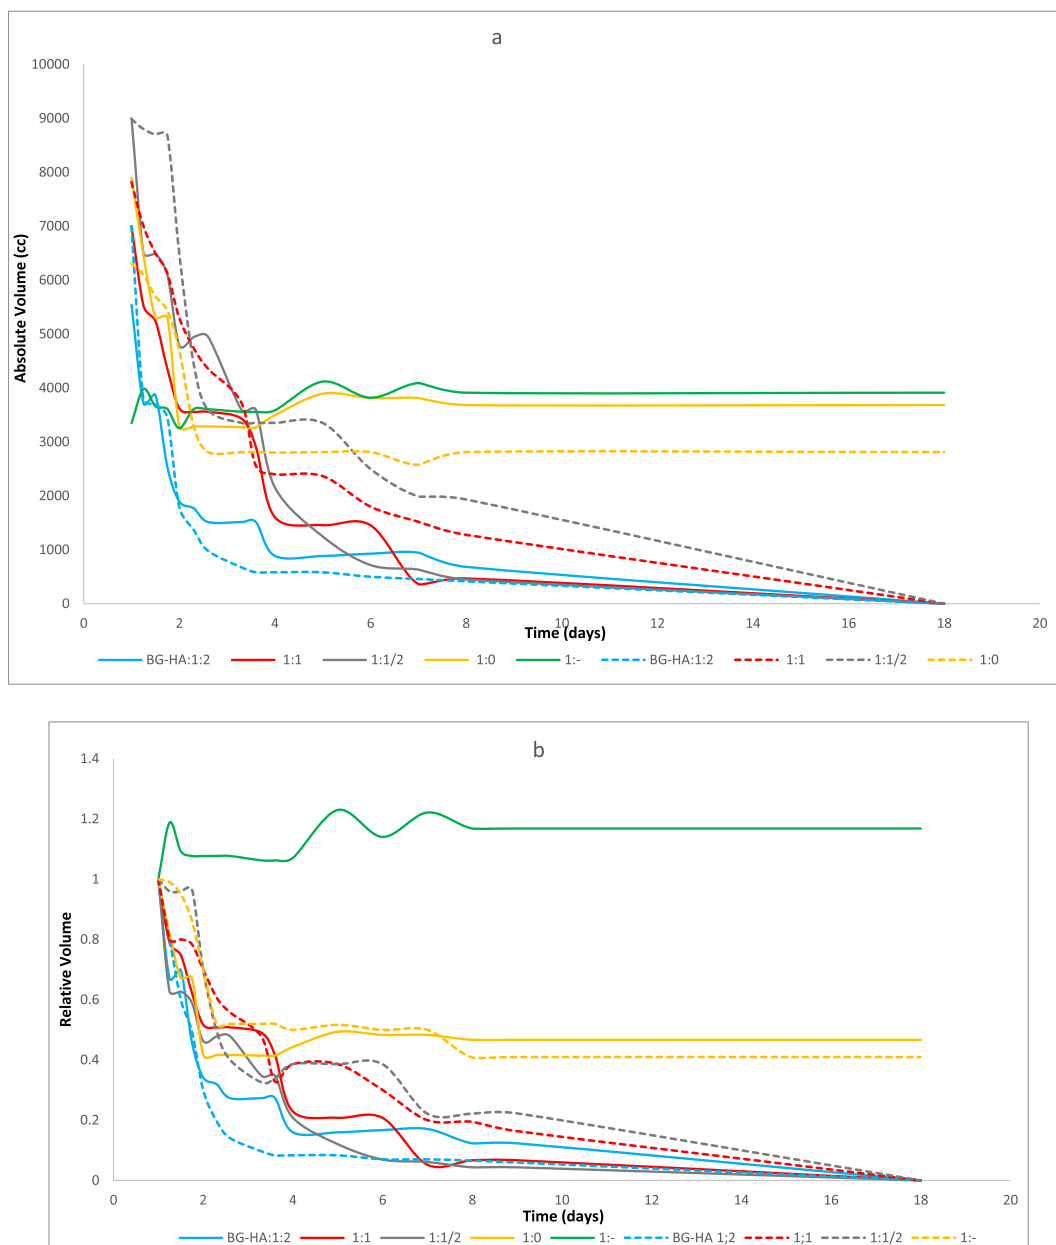 a
10000
9000
8000
7000
6000
5000
4000
3000
2000
1000
0
Absolute Volume (cc)
0 2 4 6 8 10 12 14 16 18 20
Time (days)
BG-HA:1:2 1:1 1:1/2 1:0 1:- BG-HA:1:2 1:1 1:1/2 1:0
b
1.4
1.2
1
0.8
0.6
0.4
0.2
0
Relative Volume
0 2 4 6 8 10 12 14 16 18 20
Time (days)
BG-HA:1:2 1:1 1:1/2 1:0 1:- BG-HA 1;2 1;1 1:1/2 1:-